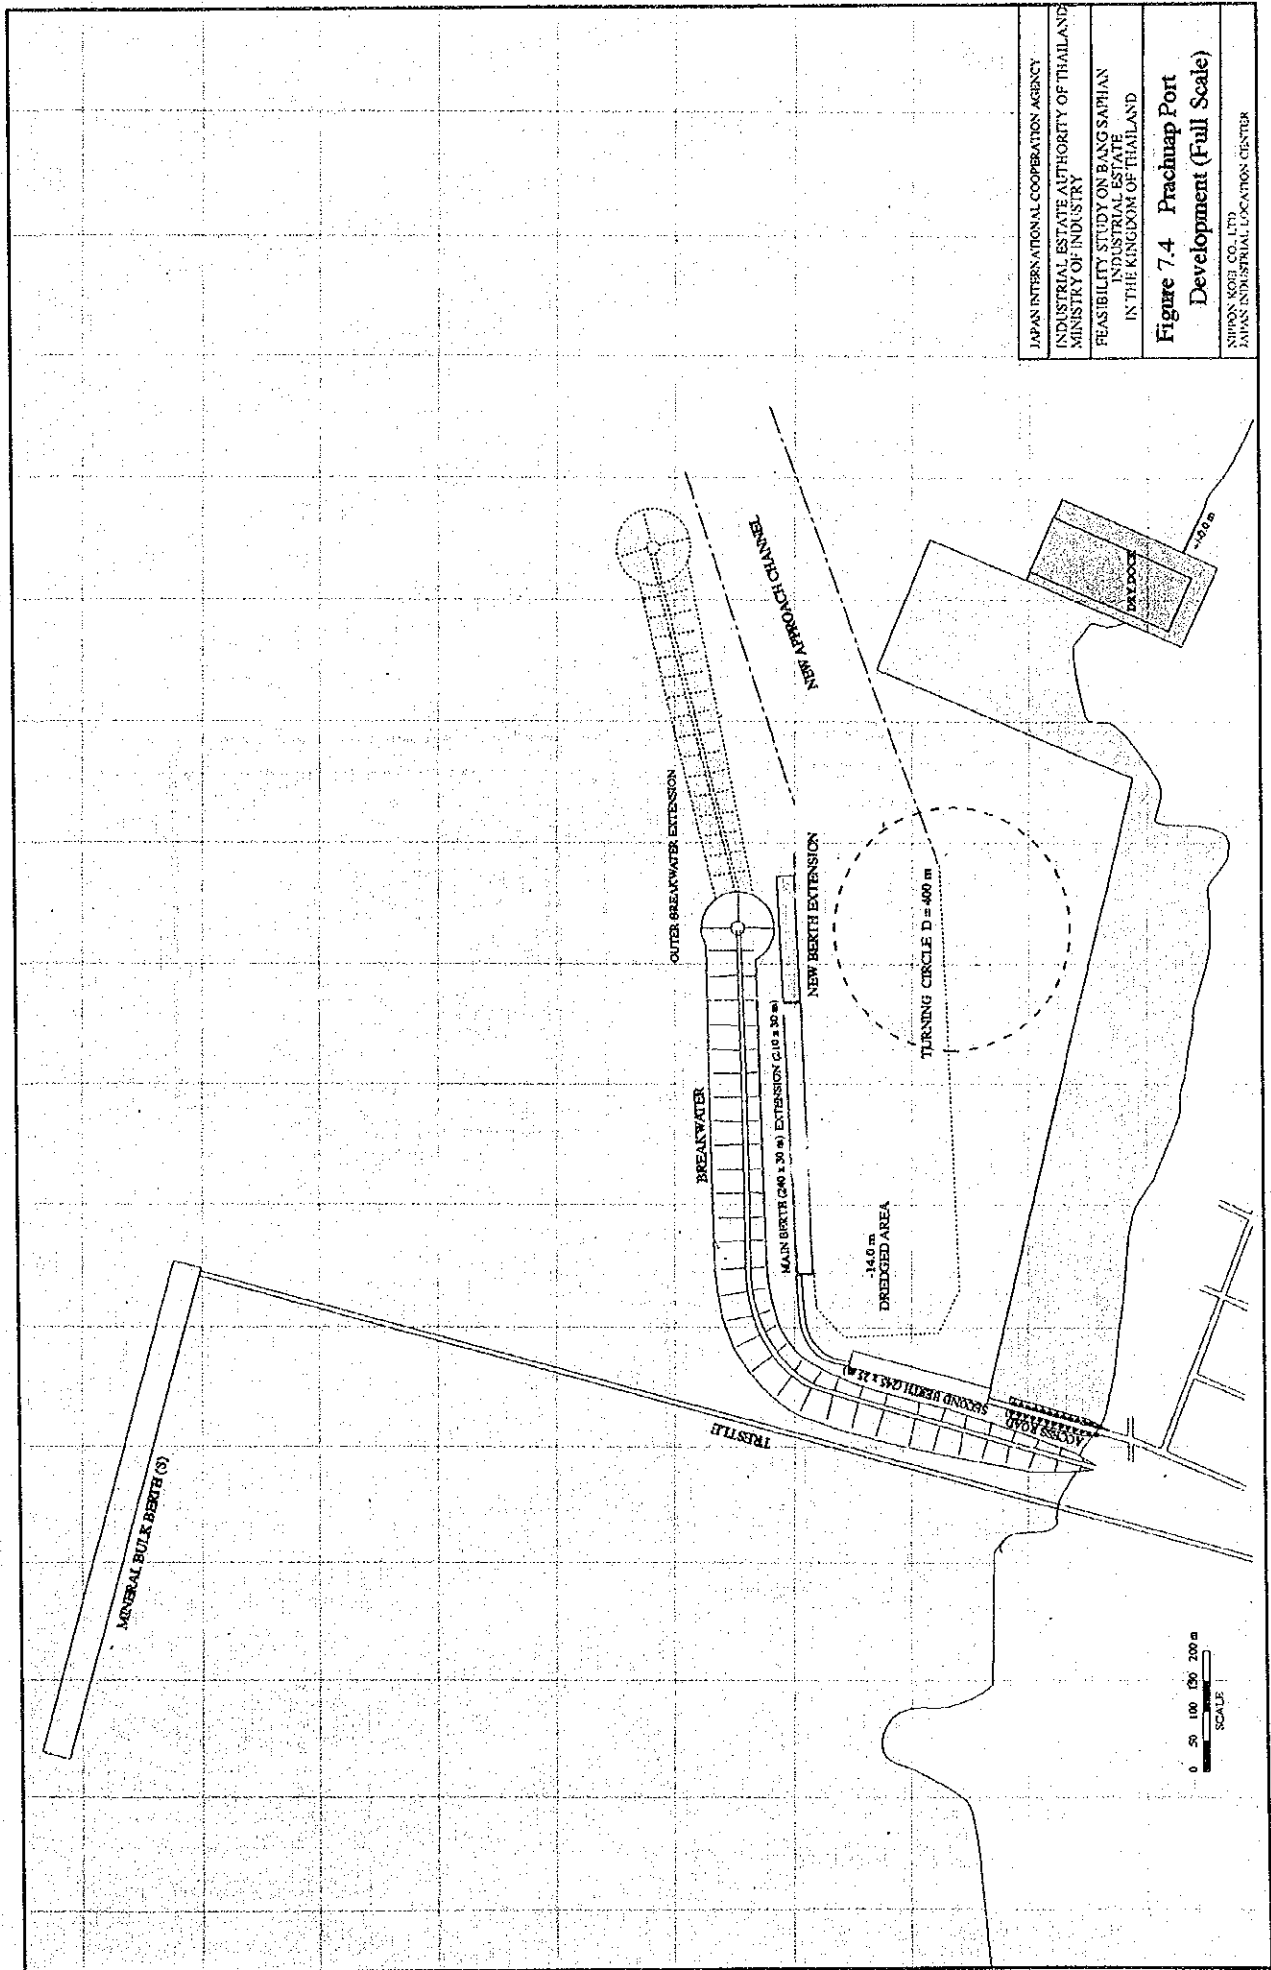 MINERAL BULK BERTH (S)
TRESTLE
BREAKWATER
OUTER BREAKWATER EXTENSION
MAIN BERTH (240 x 30 m) EXTENSION (210 x 30 m)
NEW BERTH EXTENSION
NEW APPROACH CHANNEL
SECOND BERTH (245 x 25 m)
ACCESS ROAD
-14.0 m
DREDGED AREA
TURNING CIRCLE D = 400 m
DRY DOCK
0 50 100 150 200 m
SCALE
JAPAN INTERNATIONAL COOPERATION AGENCY
INDUSTRIAL ESTATE AUTHORITY OF THAILAND
MINISTRY OF INDUSTRY
FEASIBILITY STUDY ON BANG SAPHAN
INDUSTRIAL ESTATE
IN THE KINGDOM OF THAILAND
Figure 7.4 Prachuap Port
Development (Full Scale)
NIPPON KOEI CO., LTD
JAPAN INDUSTRIAL LOCATION CENTER